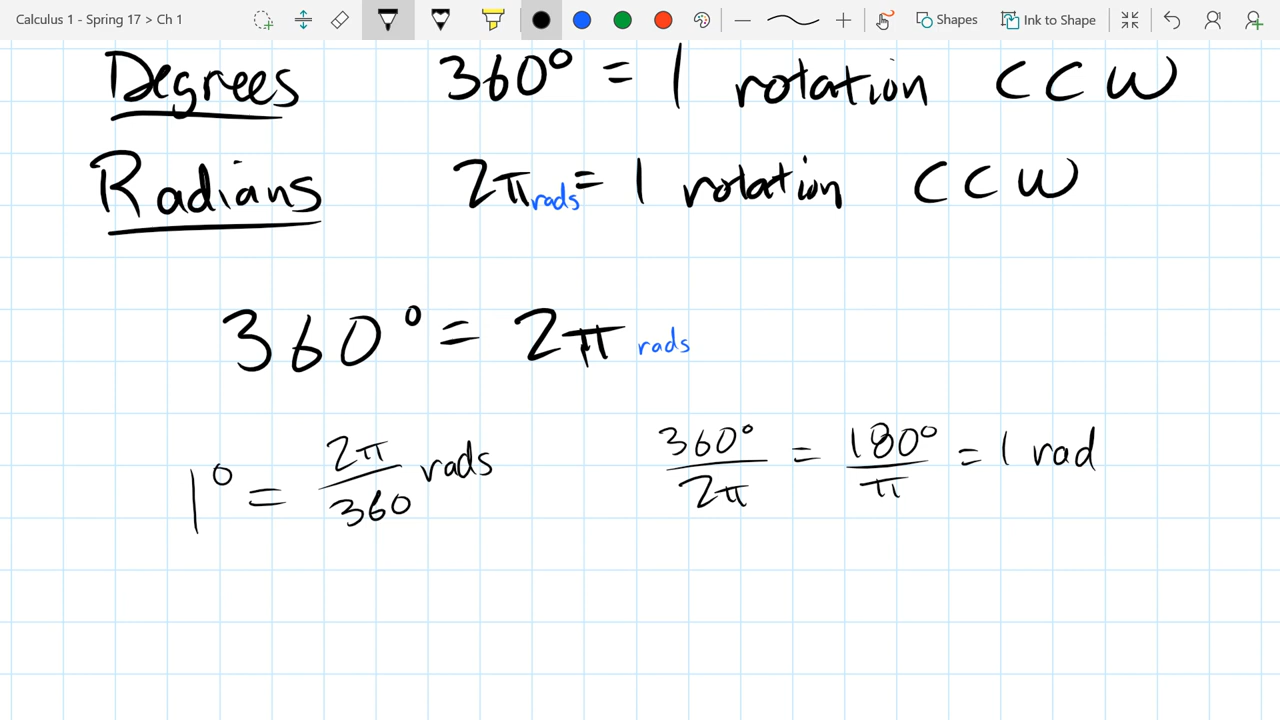 Calculus 1 - Spring 17 > Ch 1 Shapes Ink to Shape
Degrees 360° = 1 rotation CCW
Radians 2π rads = 1 rotation CCW
360° = 2π rads
1° = 2π/360 rads 360°/2π = 180°/π = 1 rad